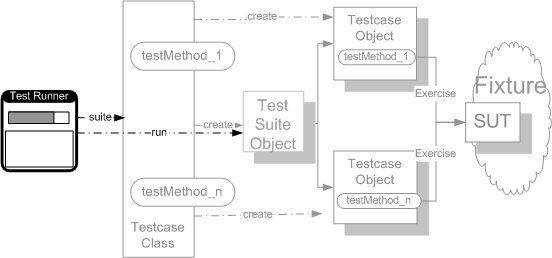 create
Testcase
Object
testMethod_1
testMethod_1
Fixture
Exercise
Test Runner
suite
create
Test
Suite
Object
SUT
run
Exercise
Testcase
Object
testMethod_n
testMethod_n
create
Testcase
Class